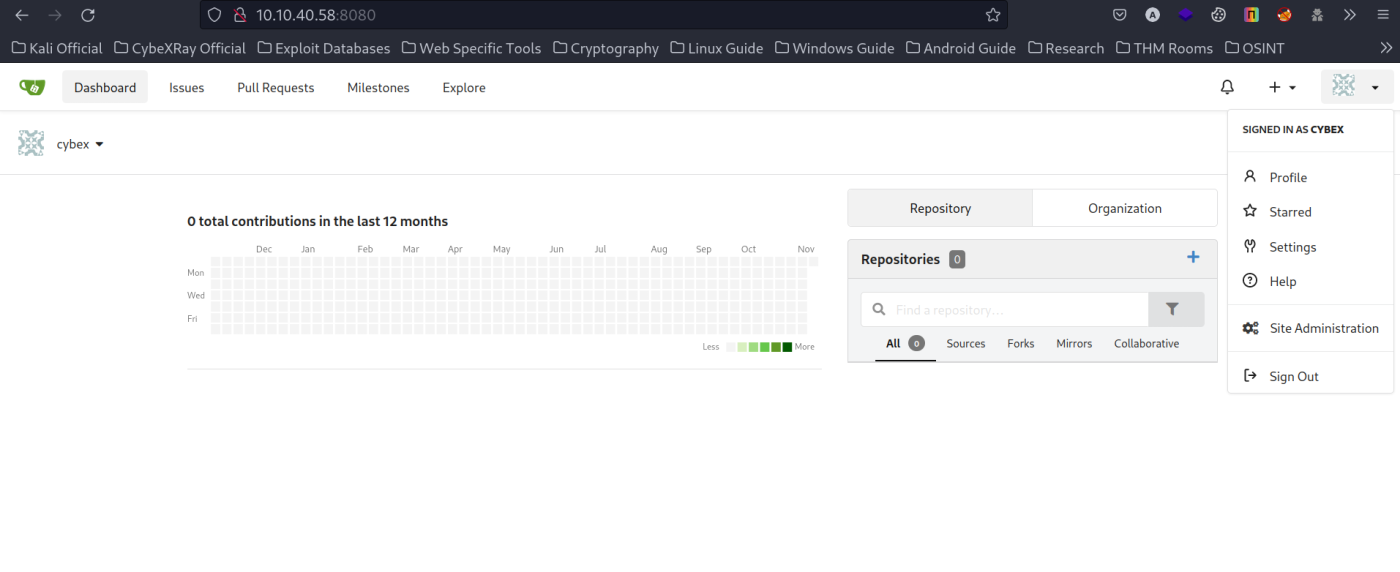 10.10.40.58:8080
Kali Official CybeXRay Official Exploit Databases Web Specific Tools Cryptography Linux Guide Windows Guide Android Guide Research THM Rooms OSINT
Dashboard Issues Pull Requests Milestones Explore
SIGNED IN AS CYBEX
cybex
Profile
Starred
Settings
Help
Site Administration
Sign Out
0 total contributions in the last 12 months
Dec Jan Feb Mar Apr May Jun Jul Aug Sep Oct Nov
Mon
Wed
Fri
Less More
Repository Organization
Repositories 0
Find a repository...
All 0 Sources Forks Mirrors Collaborative